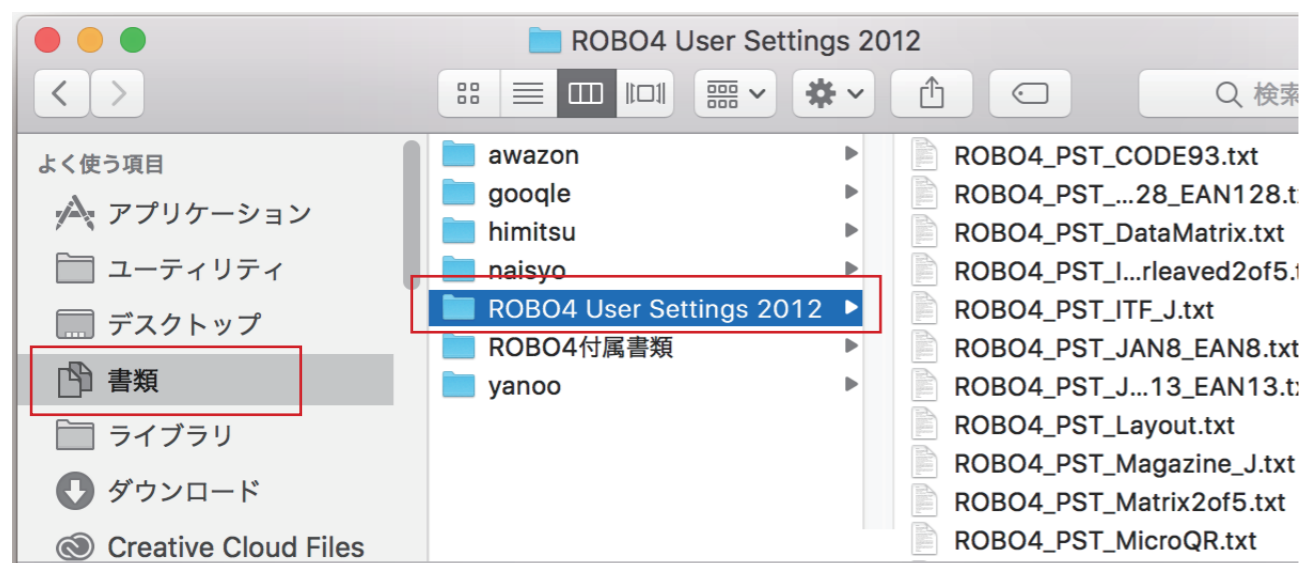 ROBO4 User Settings 2012
検索
よく使う項目
アプリケーション
ユーティリティ
デスクトップ
書類
ライブラリ
ダウンロード
Creative Cloud Files
awazon
gooqle
himitsu
naisyo
ROBO4 User Settings 2012
ROBO4付属書類
yanoo
ROBO4_PST_CODE93.txt
ROBO4_PST_...28_EAN128.t
ROBO4_PST_DataMatrix.txt
ROBO4_PST_I...rleaved2of5.t
ROBO4_PST_ITF_J.txt
ROBO4_PST_JAN8_EAN8.txt
ROBO4_PST_J...13_EAN13.t
ROBO4_PST_Layout.txt
ROBO4_PST_Magazine_J.txt
ROBO4_PST_Matrix2of5.txt
ROBO4_PST_MicroQR.txt